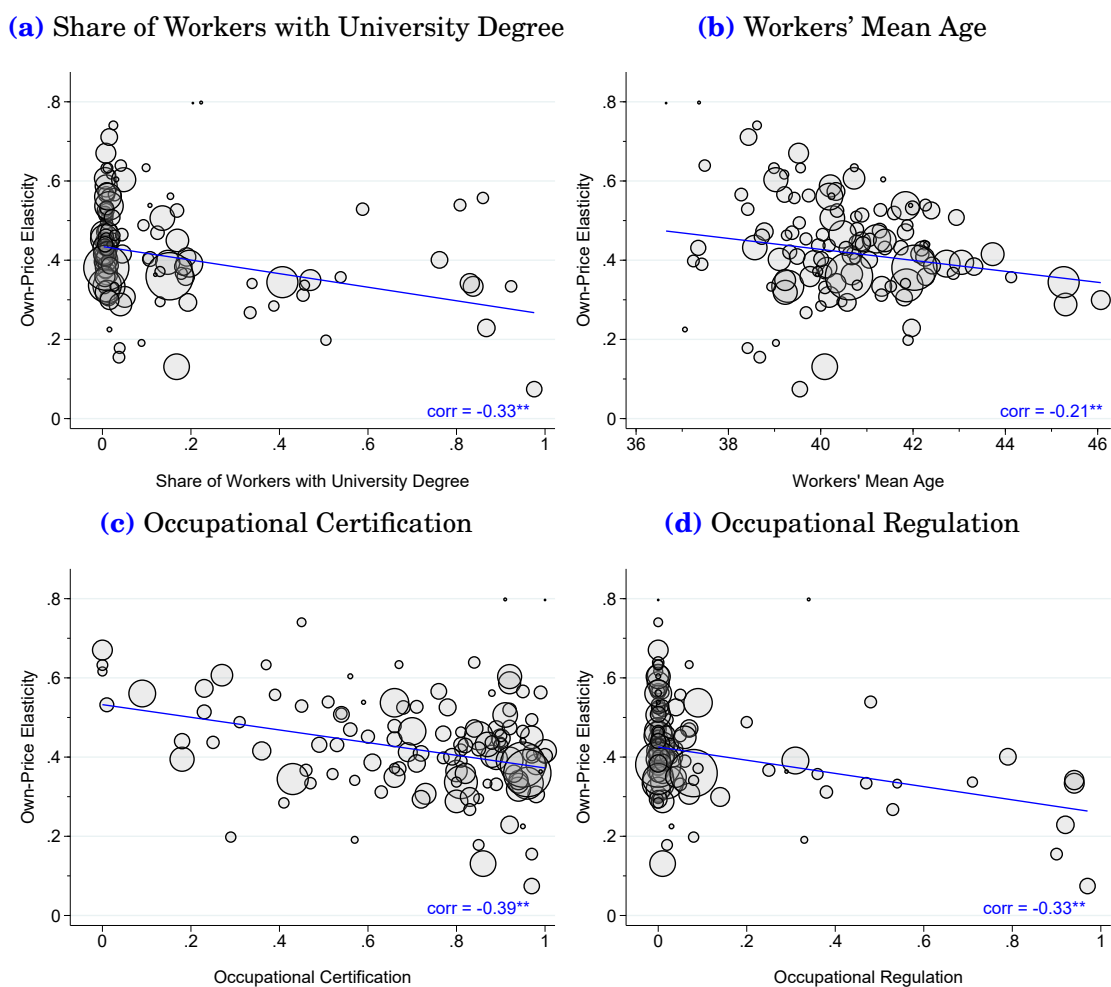 (a) Share of Workers with University Degree
.8
.6
.4
.2
0
Own-Price Elasticity
corr = -0.33**
0 .2 .4 .6 .8 1
Share of Workers with University Degree
(b) Workers' Mean Age
.8
.6
.4
.2
0
Own-Price Elasticity
corr = -0.21**
36 38 40 42 44 46
Workers' Mean Age
(c) Occupational Certification
.8
.6
.4
.2
0
Own-Price Elasticity
corr = -0.39**
0 .2 .4 .6 .8 1
Occupational Certification
(d) Occupational Regulation
.8
.6
.4
.2
0
Own-Price Elasticity
corr = -0.33**
0 .2 .4 .6 .8 1
Occupational Regulation